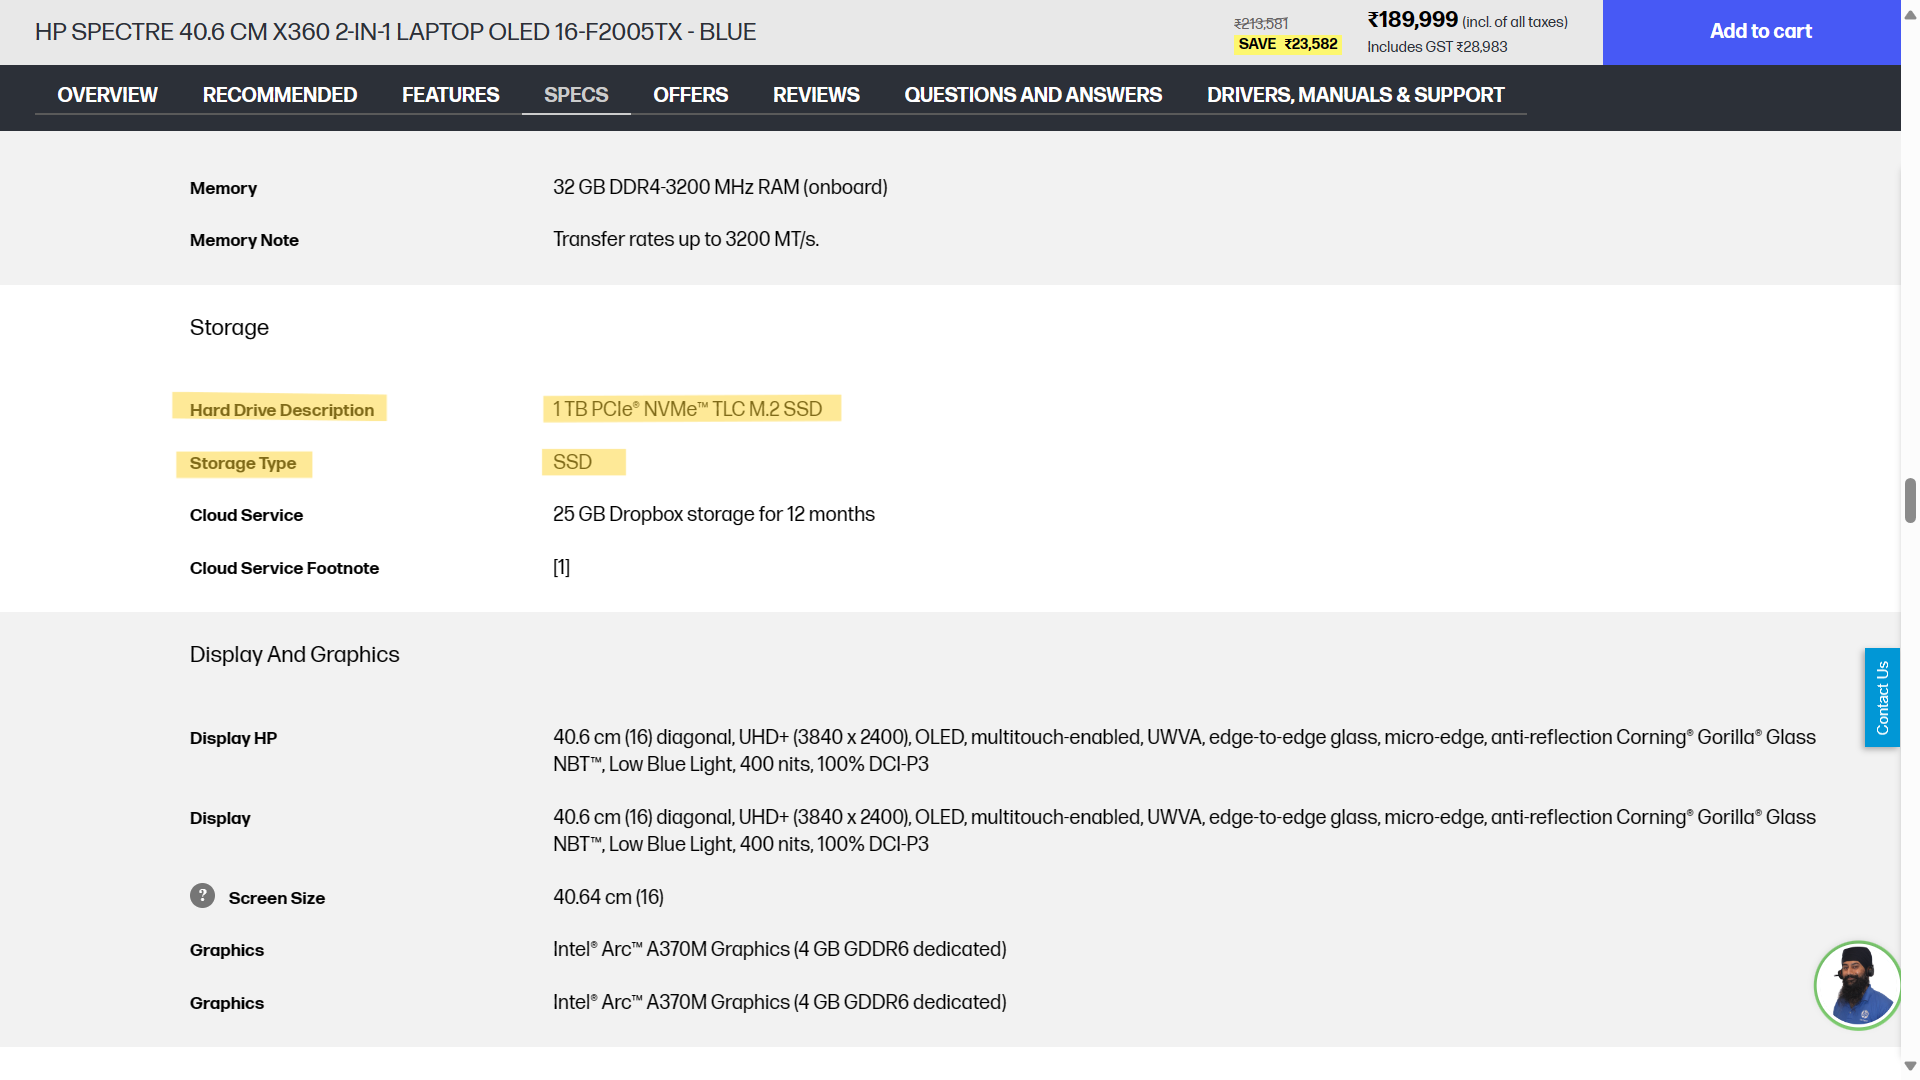 HP SPECTRE 40.6 CM X360 2-IN-1 LAPTOP OLED 16-F2005TX - BLUE
₹213,581
SAVE ₹23,582
₹189,999 (incl. of all taxes)
Includes GST ₹28,983
Add to cart
OVERVIEW RECOMMENDED FEATURES SPECS OFFERS REVIEWS QUESTIONS AND ANSWERS DRIVERS, MANUALS & SUPPORT
Memory 32 GB DDR4-3200 MHz RAM (onboard)
Memory Note Transfer rates up to 3200 MT/s.
Storage
Hard Drive Description 1 TB PCIe® NVMe™ TLC M.2 SSD
Storage Type SSD
Cloud Service 25 GB Dropbox storage for 12 months
Cloud Service Footnote [1]
Display And Graphics
Display HP 40.6 cm (16) diagonal, UHD+ (3840 x 2400), OLED, multitouch-enabled, UWVA, edge-to-edge glass, micro-edge, anti-reflection Corning® Gorilla® Glass
NBT™, Low Blue Light, 400 nits, 100% DCI-P3
Display 40.6 cm (16) diagonal, UHD+ (3840 x 2400), OLED, multitouch-enabled, UWVA, edge-to-edge glass, micro-edge, anti-reflection Corning® Gorilla® Glass
NBT™, Low Blue Light, 400 nits, 100% DCI-P3
? Screen Size 40.64 cm (16)
Graphics Intel® Arc™ A370M Graphics (4 GB GDDR6 dedicated)
Graphics Intel® Arc™ A370M Graphics (4 GB GDDR6 dedicated)
Contact Us